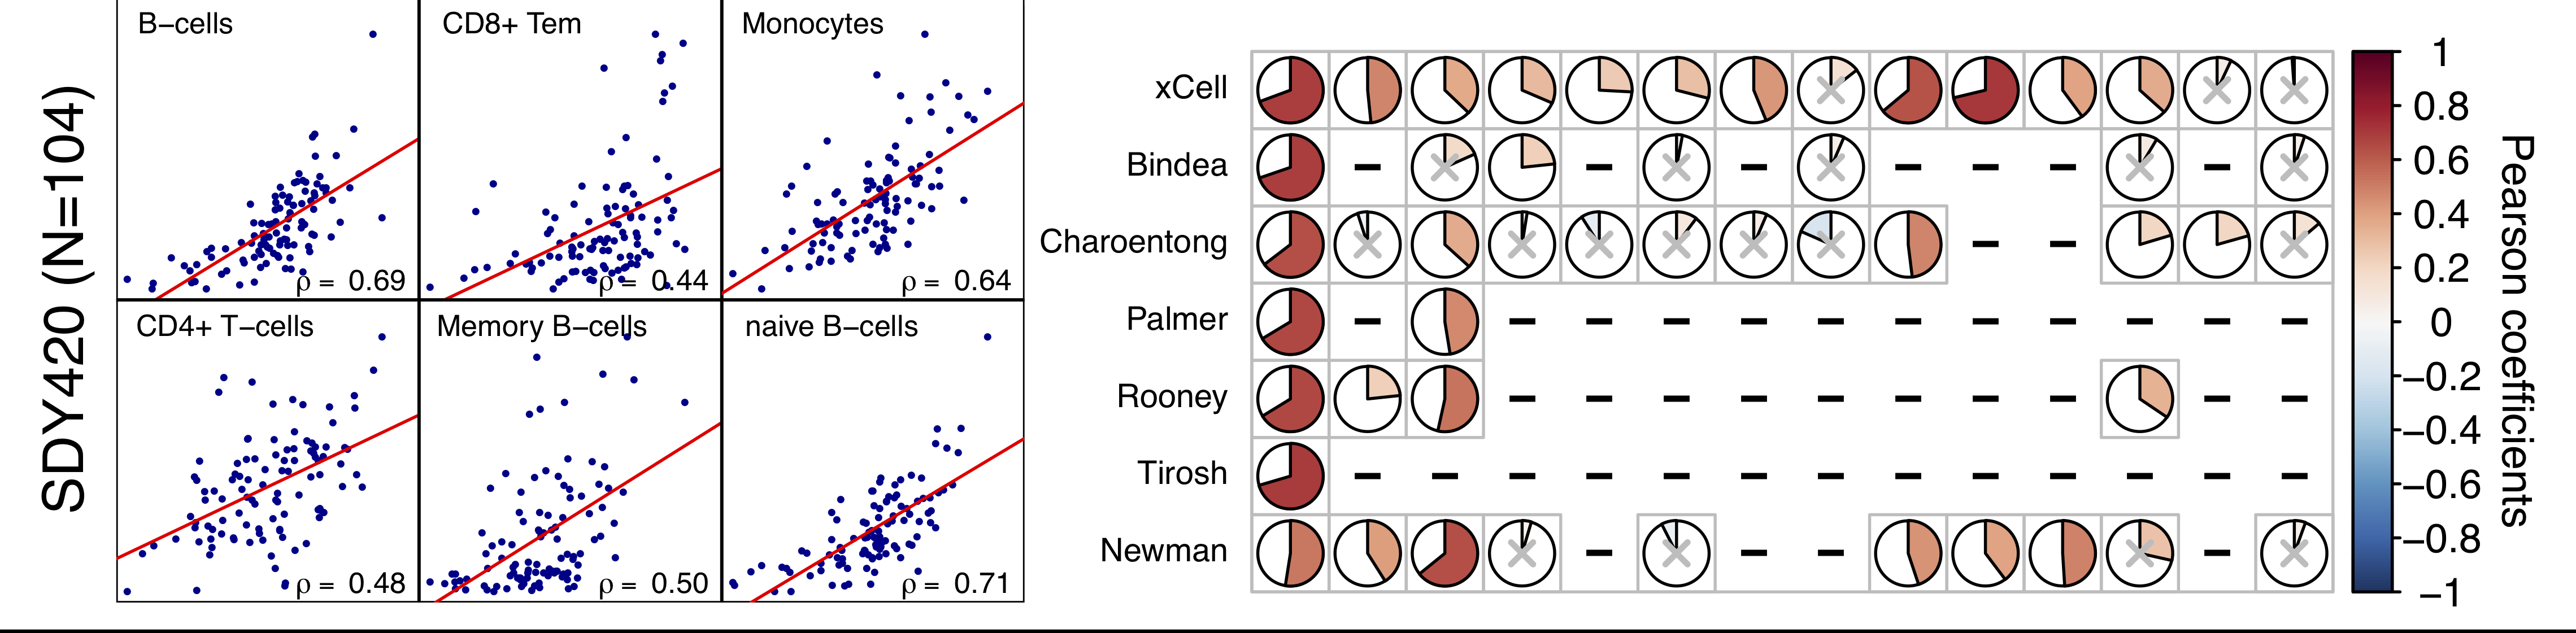 SDY420 (N=104)
B−cells
ρ = 0.69
CD8+ Tem
ρ = 0.44
Monocytes
ρ = 0.64
CD4+ T−cells
ρ = 0.48
Memory B−cells
ρ = 0.50
naive B−cells
ρ = 0.71
xCell
Bindea
Charoentong
Palmer
Rooney
Tirosh
Newman
1
0.8
0.6
0.4
0.2
0
−0.2
−0.4
−0.6
−0.8
−1
Pearson coefficients